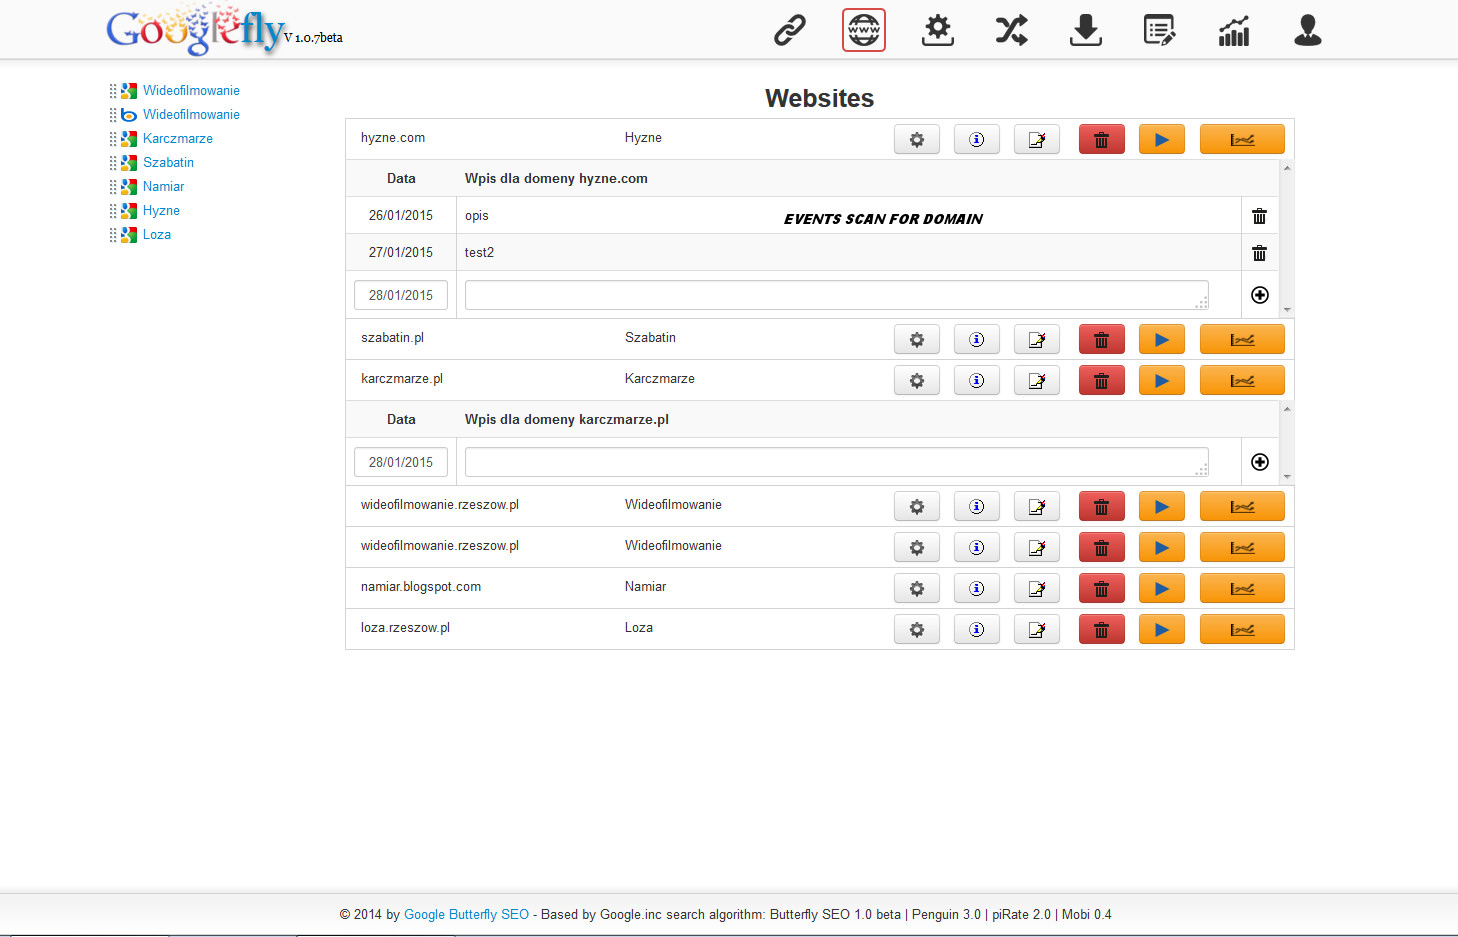 Googlefly V 1.0.7beta
www
Wideofilmowanie
Wideofilmowanie
Karczmarze
Szabatin
Namiar
Hyzne
Loza
Websites
hyzne.com Hyzne
Data Wpis dla domeny hyzne.com
26/01/2015 opis EVENTS SCAN FOR DOMAIN
27/01/2015 test2
28/01/2015
szabatin.pl Szabatin
karczmarze.pl Karczmarze
Data Wpis dla domeny karczmarze.pl
28/01/2015
wideofilmowanie.rzeszow.pl Wideofilmowanie
wideofilmowanie.rzeszow.pl Wideofilmowanie
namiar.blogspot.com Namiar
loza.rzeszow.pl Loza
© 2014 by Google Butterfly SEO - Based by Google.inc search algorithm: Butterfly SEO 1.0 beta | Penguin 3.0 | piRate 2.0 | Mobi 0.4